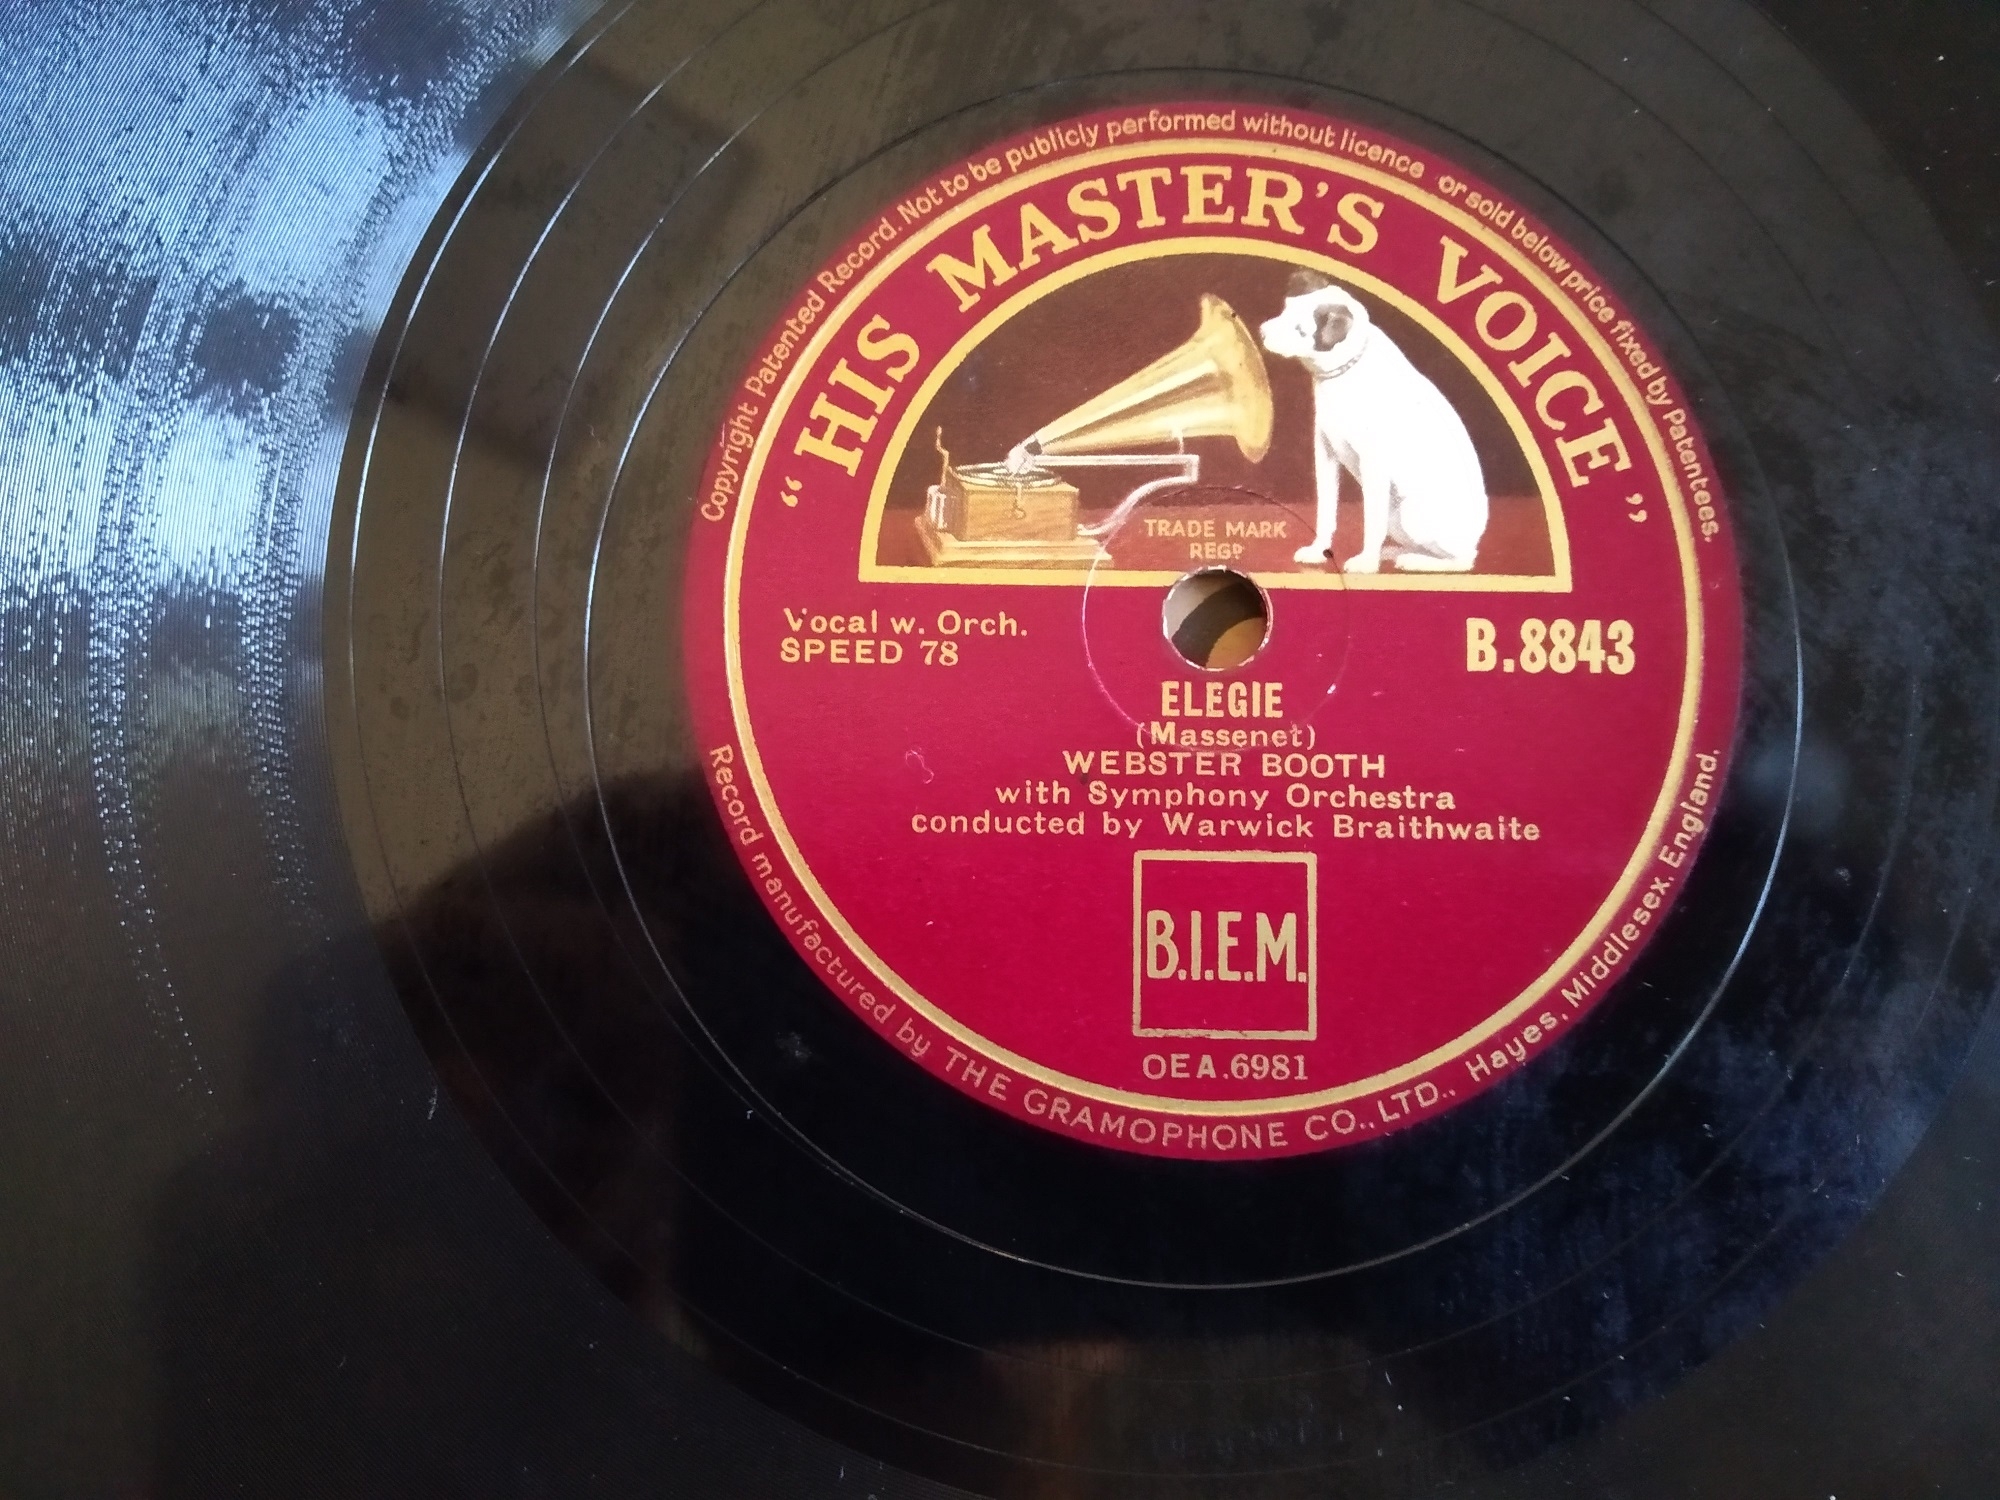 Copyright Patented Record. Not to be publicly performed without licence or sold below price fixed by Patentees.
"HIS MASTER'S VOICE"
TRADE MARK
REGD
Vocal w. Orch.
SPEED 78
B.8843
ELEGIE
(Massenet)
WEBSTER BOOTH
with Symphony Orchestra
conducted by Warwick Braithwaite
B.I.E.M.
OEA.6981
Record manufactured by THE GRAMOPHONE CO., LTD., Hayes, Middlesex, England.